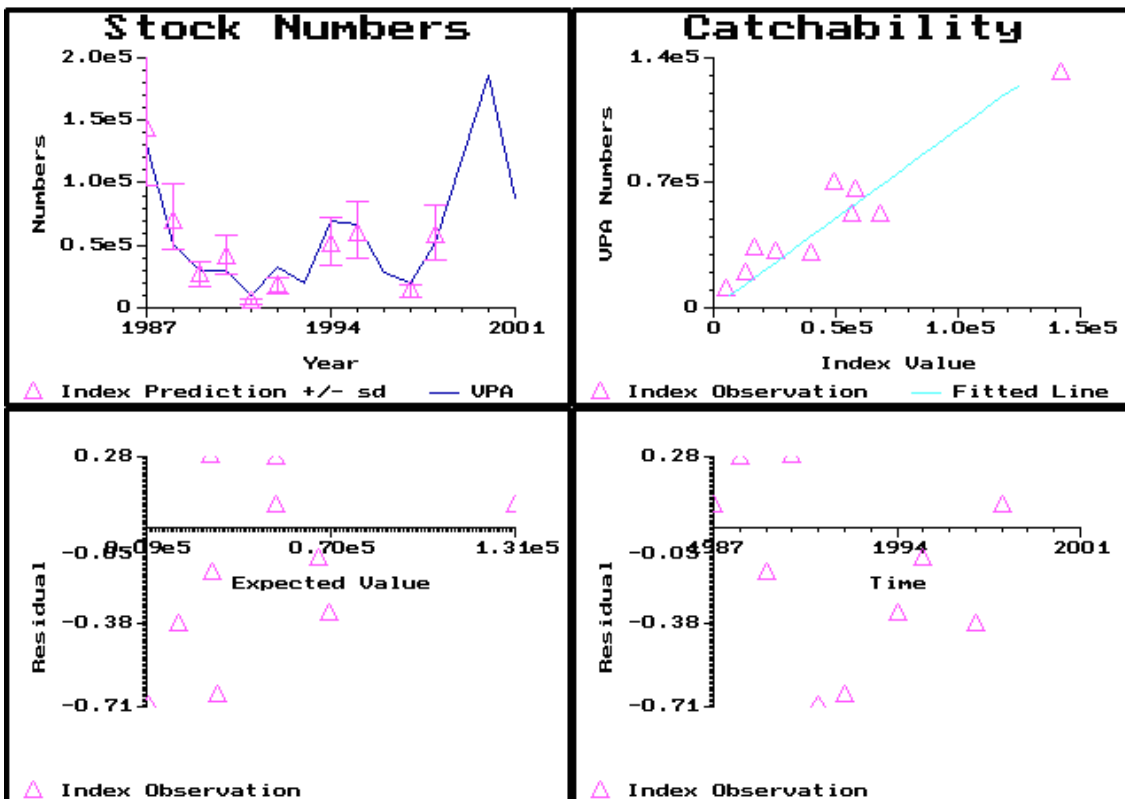 Stock Numbers
2.0e5
1.5e5
1.0e5
0.5e5
0
Numbers
1987 1994 2001
Year
Index Prediction +/- sd VPA
Catchability
1.4e5
0.7e5
0
VPA Numbers
0 0.5e5 1.0e5 1.5e5
Index Value
Index Observation Fitted Line
0.28
-0.05
-0.38
-0.71
Residual
0.09e5 0.70e5 1.31e5
Expected Value
Index Observation
0.28
-0.05
-0.38
-0.71
Residual
1987 1994 2001
Time
Index Observation